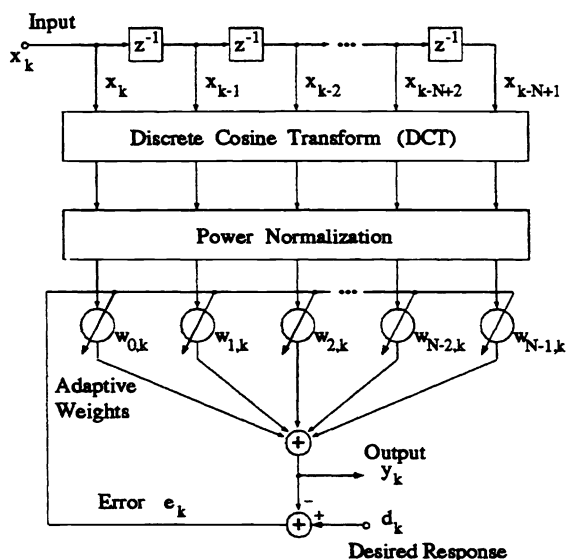 Input
x_k
z^-1
z^-1
...
z^-1
x_k
x_k-1
x_k-2
x_k-N+2
x_k-N+1
Discrete Cosine Transform (DCT)
Power Normalization
...
w_0,k
w_1,k
w_2,k
w_N-2,k
w_N-1,k
Adaptive
Weights
+
Output
y_k
Error e_k
-
+
+
d_k
Desired Response